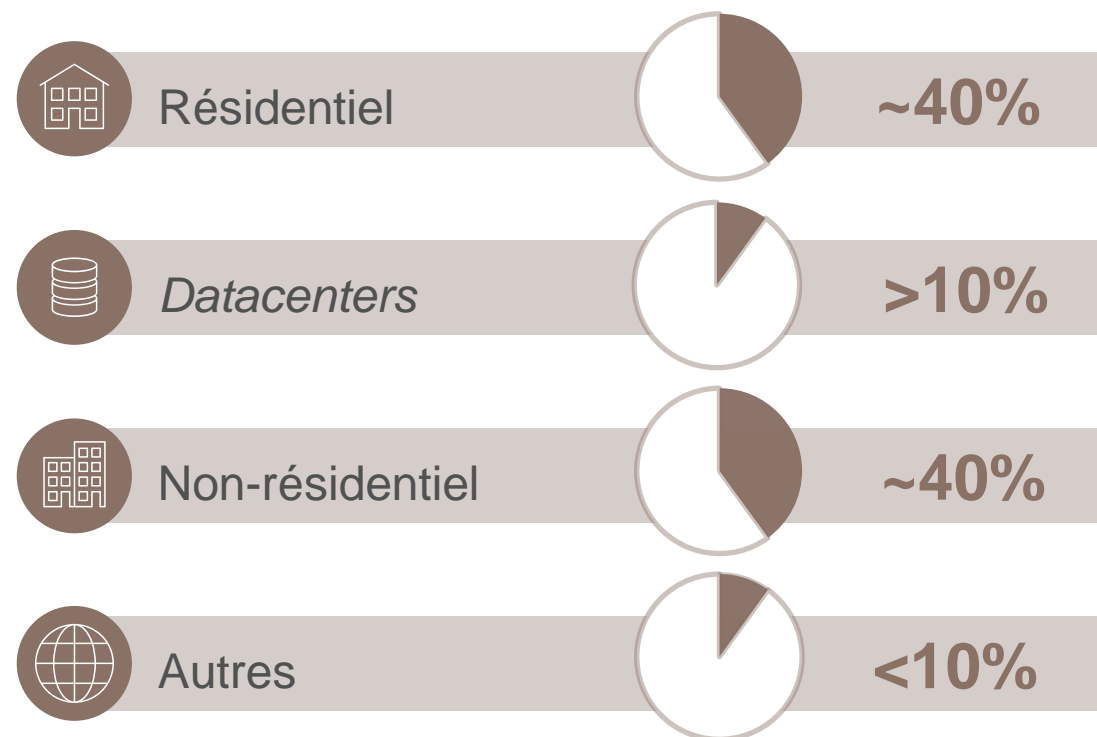 Résidentiel ~40%
Datacenters >10%
Non-résidentiel ~40%
Autres <10%